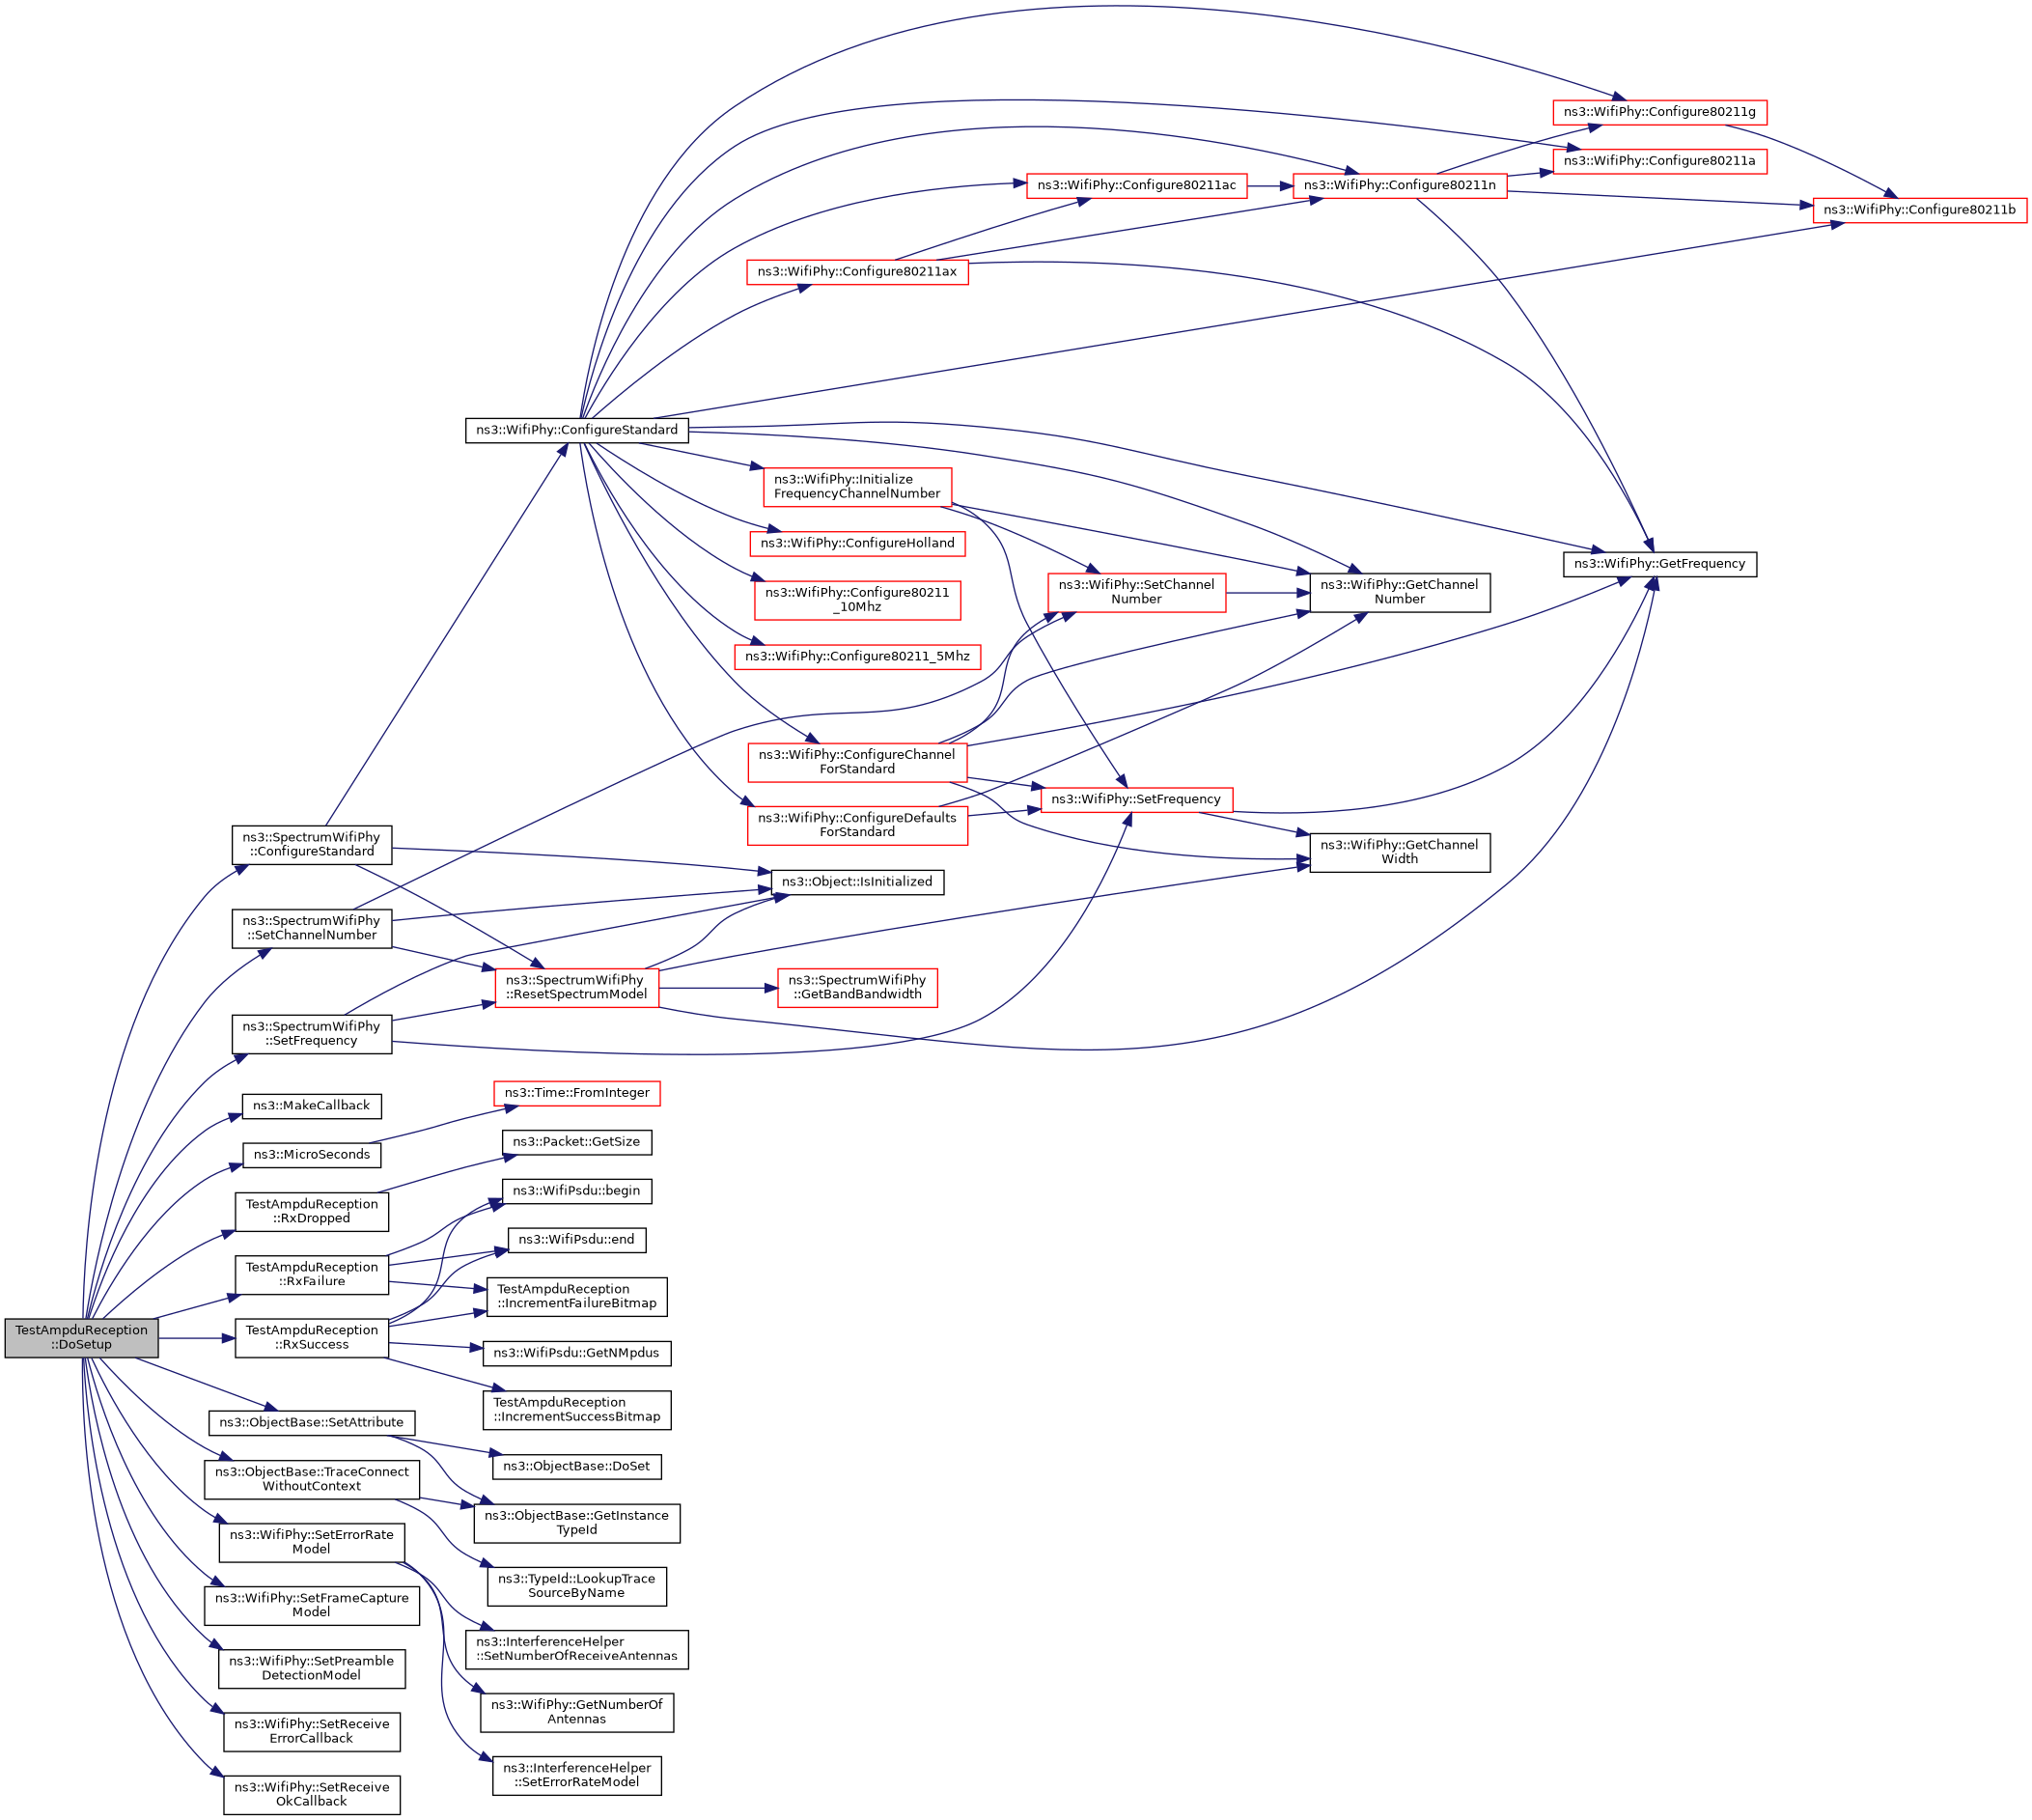 ns3::WifiPhy::Configure80211g
ns3::WifiPhy::Configure80211a
ns3::WifiPhy::Configure80211ac
ns3::WifiPhy::Configure80211n
ns3::WifiPhy::Configure80211b
ns3::WifiPhy::Configure80211ax
ns3::WifiPhy::ConfigureStandard
ns3::WifiPhy::Initialize
FrequencyChannelNumber
ns3::WifiPhy::ConfigureHolland
ns3::WifiPhy::GetFrequency
ns3::WifiPhy::Configure80211
_10Mhz
ns3::WifiPhy::SetChannel
Number
ns3::WifiPhy::GetChannel
Number
ns3::WifiPhy::Configure80211_5Mhz
ns3::WifiPhy::ConfigureChannel
ForStandard
ns3::WifiPhy::SetFrequency
ns3::WifiPhy::ConfigureDefaults
ForStandard
ns3::WifiPhy::GetChannel
Width
ns3::SpectrumWifiPhy
::ConfigureStandard
ns3::Object::IsInitialized
ns3::SpectrumWifiPhy
::SetChannelNumber
ns3::SpectrumWifiPhy
::ResetSpectrumModel
ns3::SpectrumWifiPhy
::GetBandBandwidth
ns3::SpectrumWifiPhy
::SetFrequency
ns3::Time::FromInteger
ns3::MakeCallback
ns3::Packet::GetSize
ns3::MicroSeconds
ns3::WifiPsdu::begin
TestAmpduReception
::RxDropped
ns3::WifiPsdu::end
TestAmpduReception
::RxFailure
TestAmpduReception
::IncrementFailureBitmap
TestAmpduReception
::DoSetup
TestAmpduReception
::RxSuccess
ns3::WifiPsdu::GetNMpdus
TestAmpduReception
::IncrementSuccessBitmap
ns3::ObjectBase::SetAttribute
ns3::ObjectBase::DoSet
ns3::ObjectBase::TraceConnect
WithoutContext
ns3::ObjectBase::GetInstance
TypeId
ns3::WifiPhy::SetErrorRate
Model
ns3::TypeId::LookupTrace
SourceByName
ns3::WifiPhy::SetFrameCapture
Model
ns3::InterferenceHelper
::SetNumberOfReceiveAntennas
ns3::WifiPhy::SetPreamble
DetectionModel
ns3::WifiPhy::GetNumberOf
Antennas
ns3::WifiPhy::SetReceive
ErrorCallback
ns3::InterferenceHelper
::SetErrorRateModel
ns3::WifiPhy::SetReceive
OkCallback